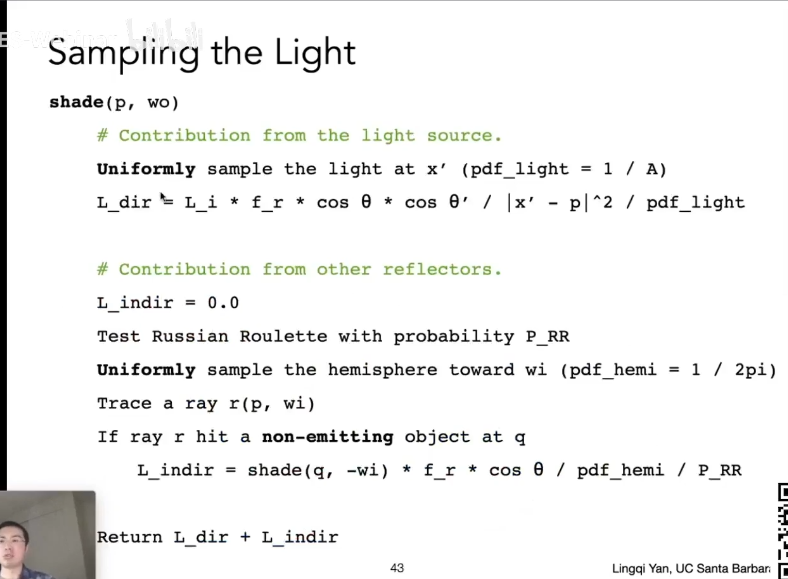 Sampling the Light
shade(p, wo)
# Contribution from the light source.
Uniformly sample the light at x’ (pdf_light = 1 / A)
L_dir = L_i * f_r * cos θ * cos θ’ / |x’ - p|^2 / pdf_light
# Contribution from other reflectors.
L_indir = 0.0
Test Russian Roulette with probability P_RR
Uniformly sample the hemisphere toward wi (pdf_hemi = 1 / 2pi)
Trace a ray r(p, wi)
If ray r hit a non-emitting object at q
L_indir = shade(q, -wi) * f_r * cos θ / pdf_hemi / P_RR
Return L_dir + L_indir
43
Lingqi Yan, UC Santa Barbar